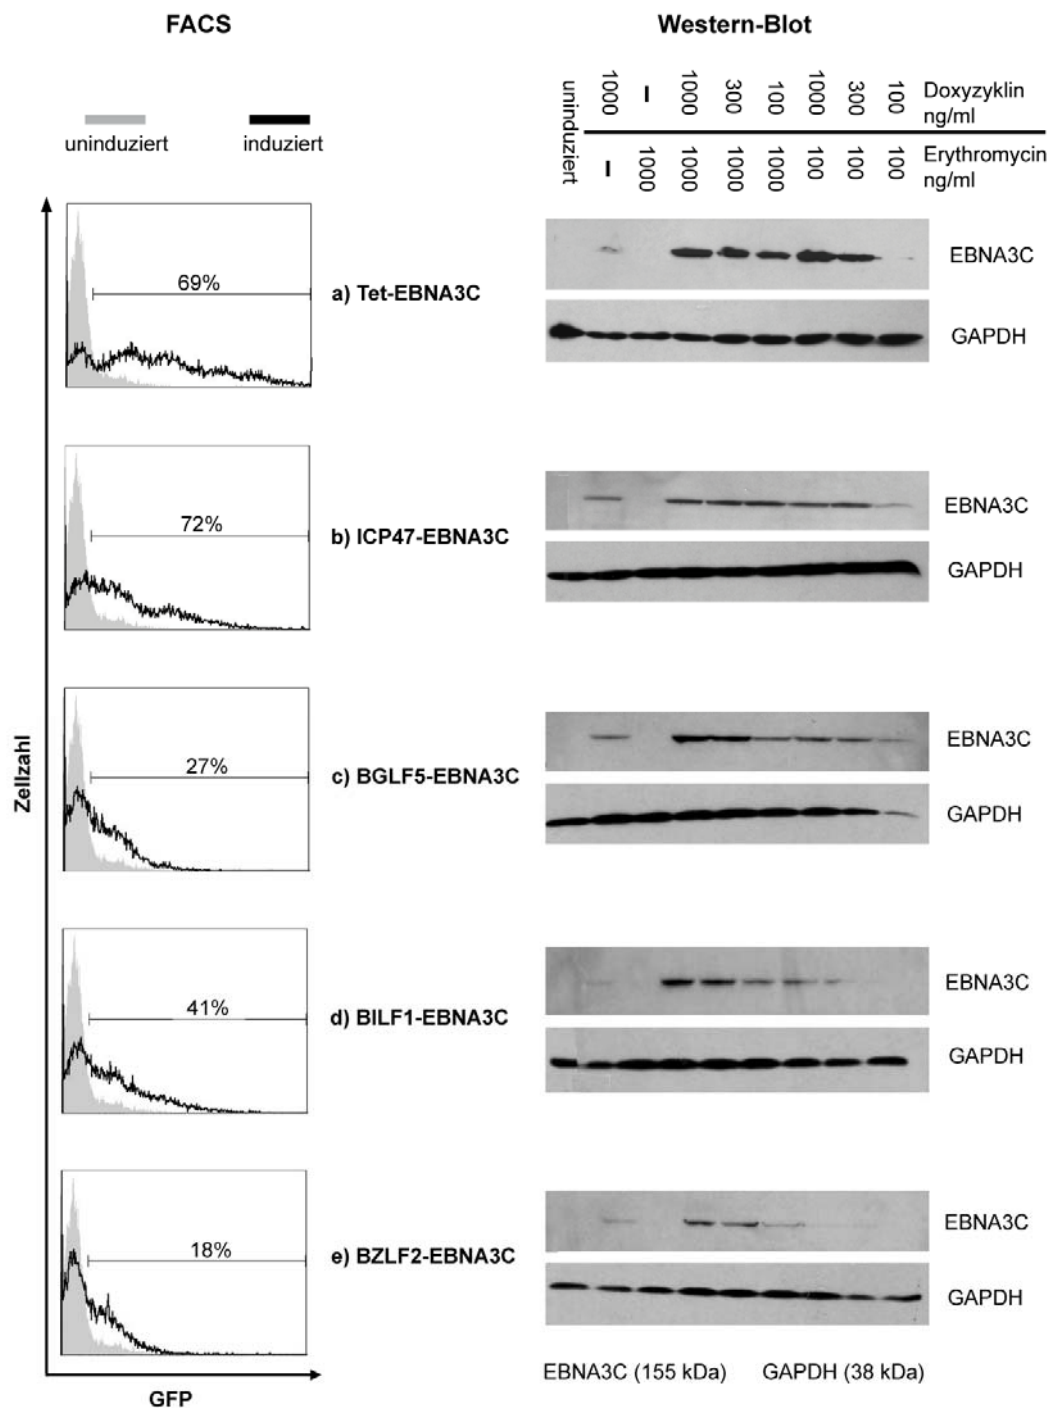 FACS
Western-Blot
uninduziert
induziert
uninduziert
1000 – 1000 300 100 1000 300 100
Doxyzyklin
ng/ml
– 1000 1000 1000 1000 100 100 100
Erythromycin
ng/ml
69%
a) Tet-EBNA3C
EBNA3C
GAPDH
72%
b) ICP47-EBNA3C
EBNA3C
GAPDH
27%
c) BGLF5-EBNA3C
EBNA3C
GAPDH
41%
d) BILF1-EBNA3C
EBNA3C
GAPDH
18%
e) BZLF2-EBNA3C
EBNA3C
GAPDH
Zellzahl
GFP
EBNA3C (155 kDa) GAPDH (38 kDa)